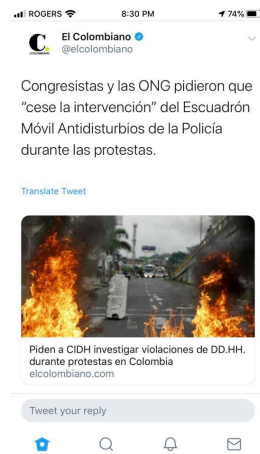 ROGERS 8:30 PM 74%
El Colombiano
@elcolombiano
C.
EL COLOMBIANO
Congresistas y las ONG pidieron que
“cese la intervención” del Escuadrón
Móvil Antidisturbios de la Policía
durante las protestas.
Translate Tweet
Piden a CIDH investigar violaciones de DD.HH.
durante protestas en Colombia
elcolombiano.com
Tweet your reply